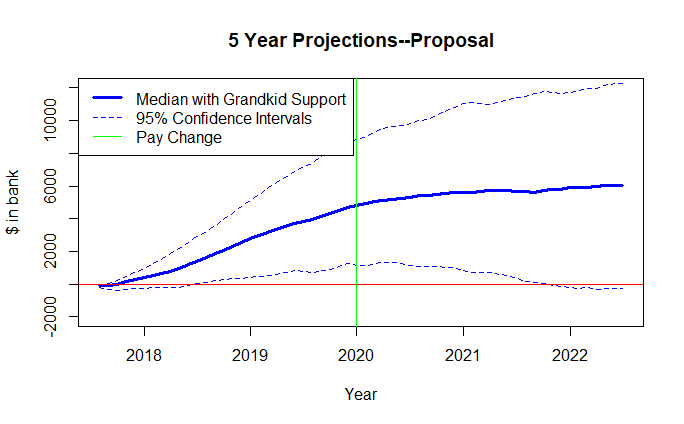 5 Year Projections--Proposal
Median with Grandkid Support
95% Confidence Intervals
Pay Change
$ in bank
10000
6000
2000
-2000
2018 2019 2020 2021 2022
Year